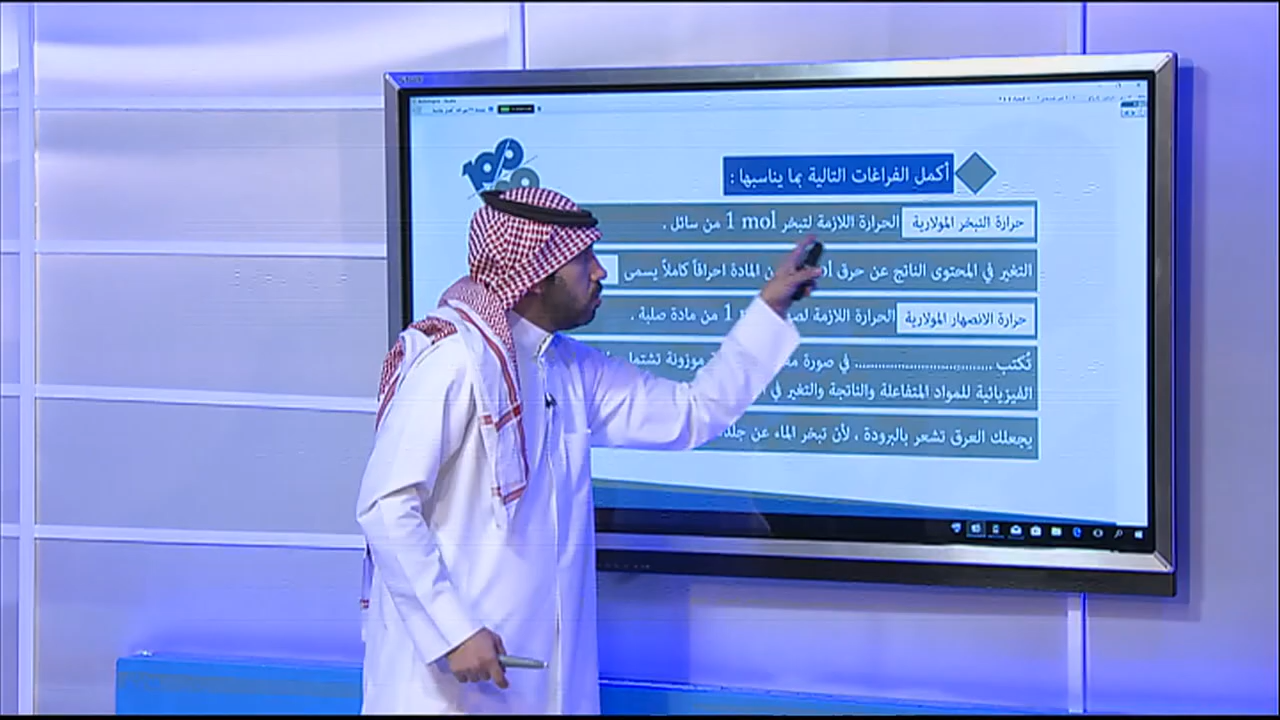 100
أكمل الفراغات التالية بما يناسبها :
حرارة التبخر المولارية الحرارة اللازمة لتبخر 1 mol من سائل .
التغير في المحتوى الناتج عن حرق المادة احراقاً كاملاً يسمى
حرارة الانصهار المولارية الحرارة اللازمة 1 من مادة صلبة .
تُكتب .................................. في صورة موزونة تشتمل
الفيزيائية للمواد المتفاعلة والناتجة والتغير في
يجعلك العرق تشعر بالبرودة ، لأن تبخر الماء عن